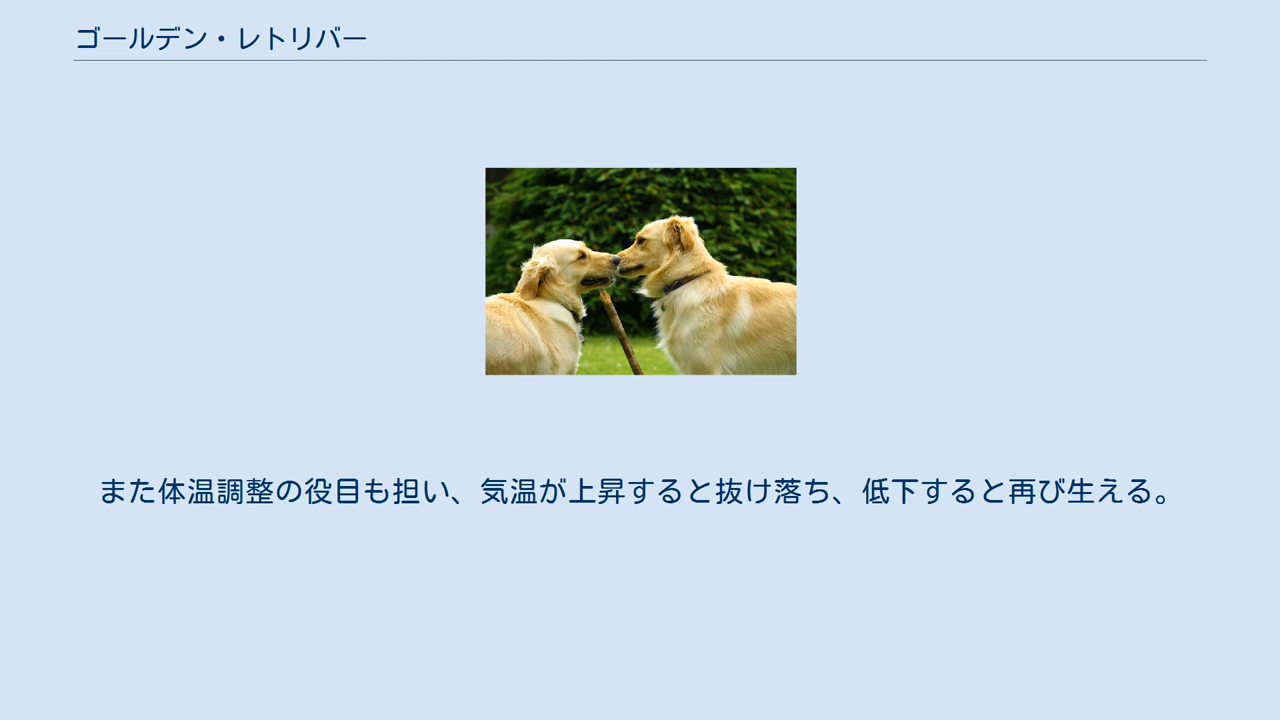 ゴールデン・レトリバー
また体温調整の役目も担い、気温が上昇すると抜け落ち、低下すると再び生える。